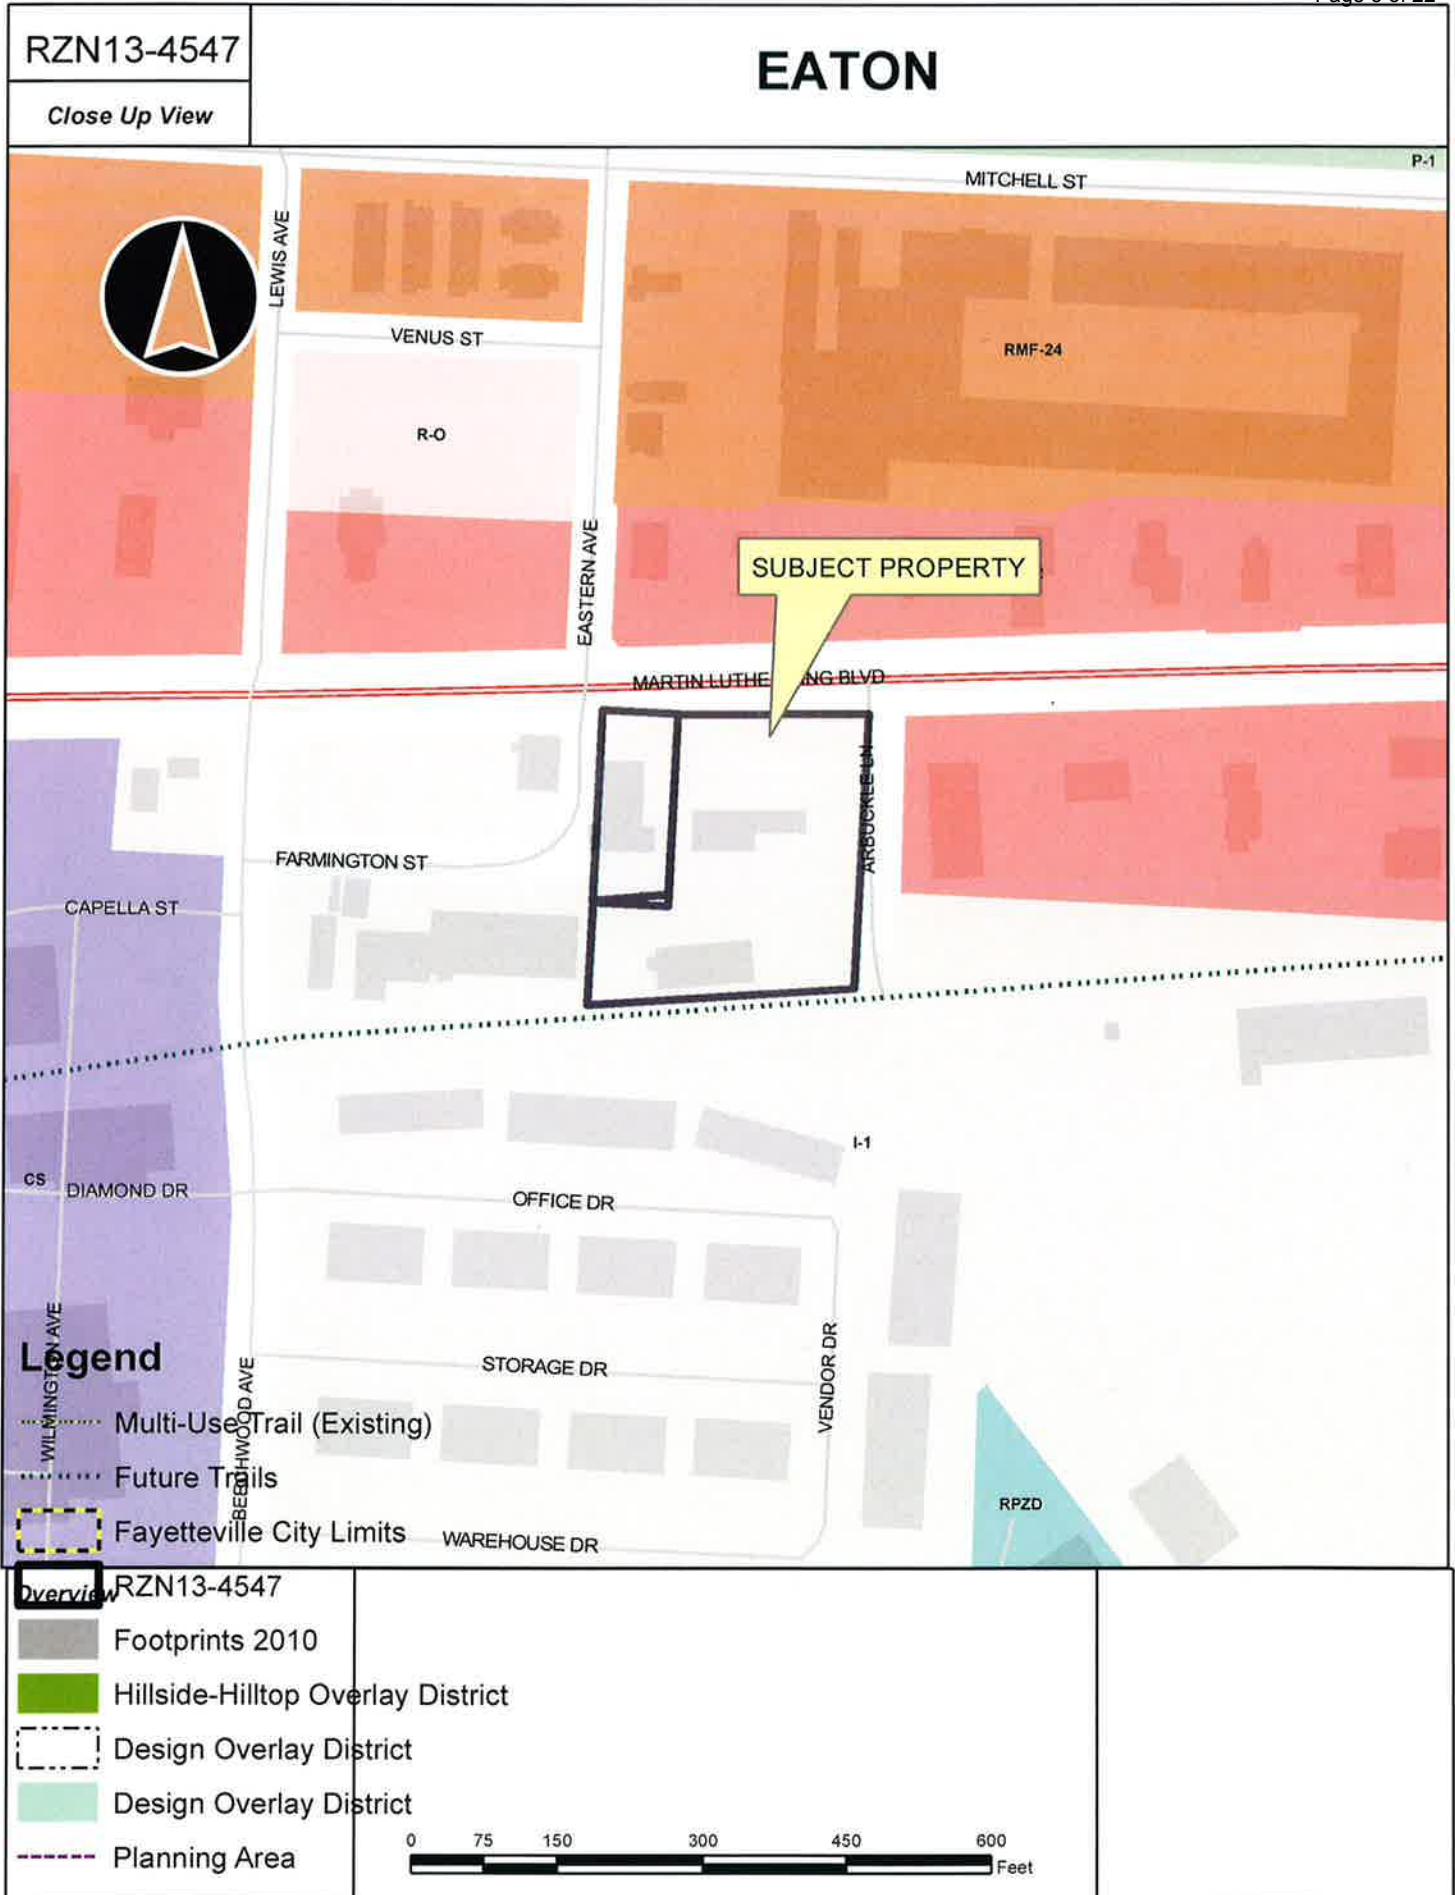 RZN13-4547
Close Up View
EATON
P-1
MITCHELL ST
LEWIS AVE
VENUS ST
RMF-24
R-O
EASTERN AVE
SUBJECT PROPERTY
MARTIN LUTHE ING BLVD
ARBUCKLE LN
FARMINGTON ST
CAPELLA ST
I-1
CS
DIAMOND DR
OFFICE DR
WILMINGTON AVE
STORAGE DR
VENDOR DR
BEECHWOOD AVE
RPZD
WAREHOUSE DR
Legend
Multi-Use Trail (Existing)
Future Trails
Fayetteville City Limits
Overview
RZN13-4547
Footprints 2010
Hillside-Hilltop Overlay District
Design Overlay District
Design Overlay District
Planning Area
0 75 150 300 450 600
Feet